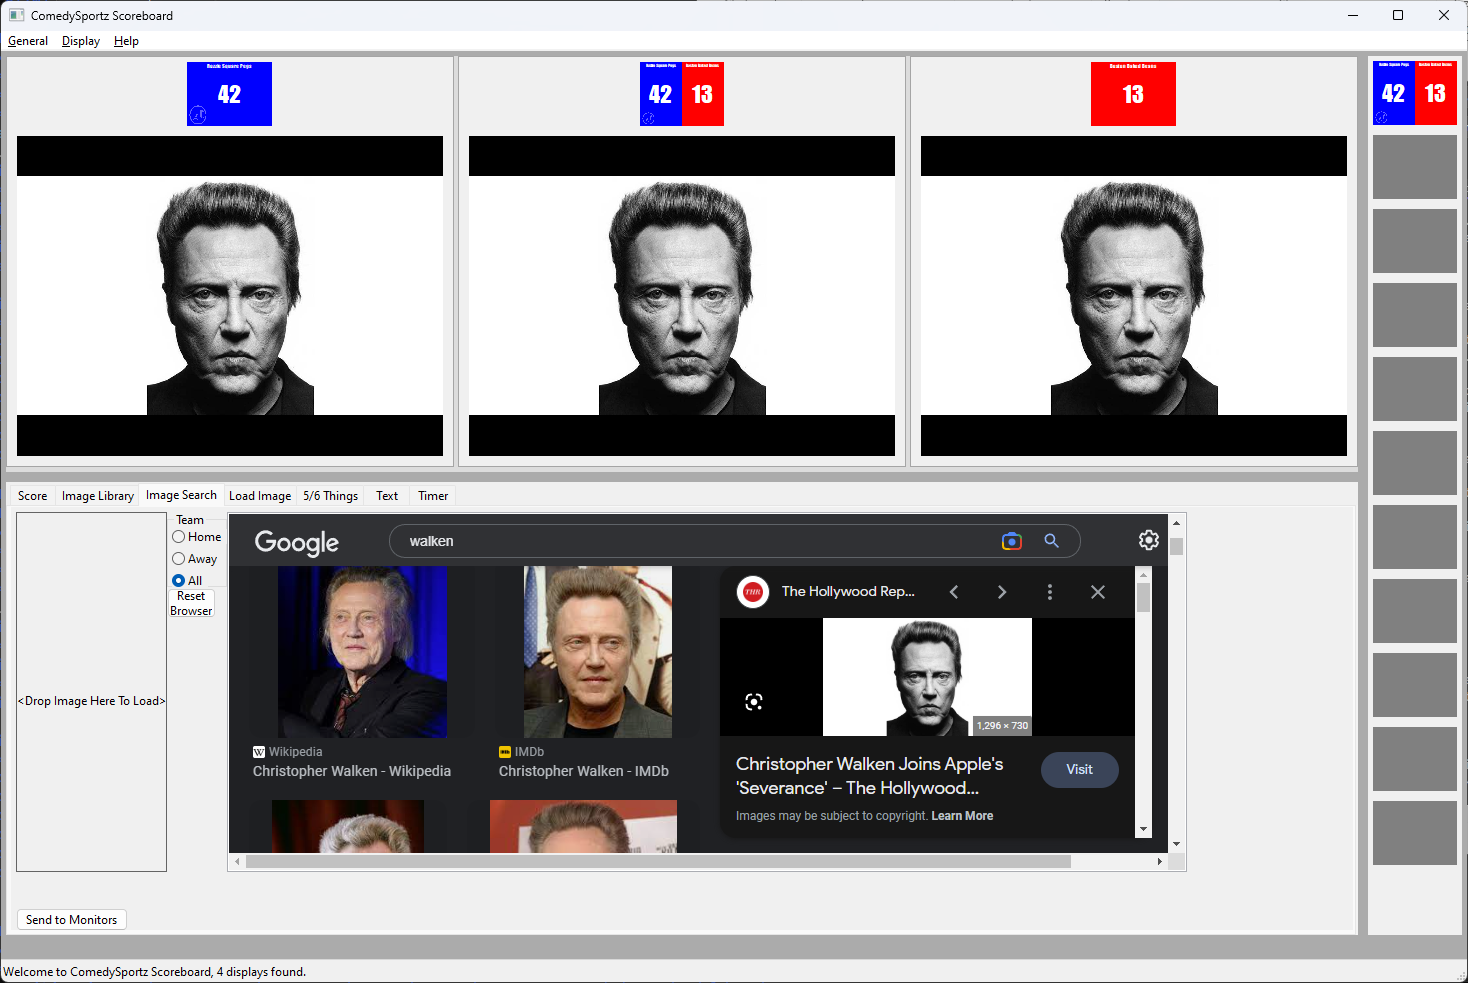 ComedySportz Scoreboard
General Display Help
42
42 13
13
42 13
Score Image Library Image Search Load Image 5/6 Things Text Timer
Team
Home
Away
All
Reset
Browser
<Drop Image Here To Load>
Google
walken
THR
The Hollywood Rep...
1,296 × 730
W Wikipedia
Christopher Walken - Wikipedia
IMDb
Christopher Walken - IMDb
Christopher Walken Joins Apple's
'Severance' – The Hollywood...
Visit
Images may be subject to copyright. Learn More
Send to Monitors
Welcome to ComedySportz Scoreboard, 4 displays found.